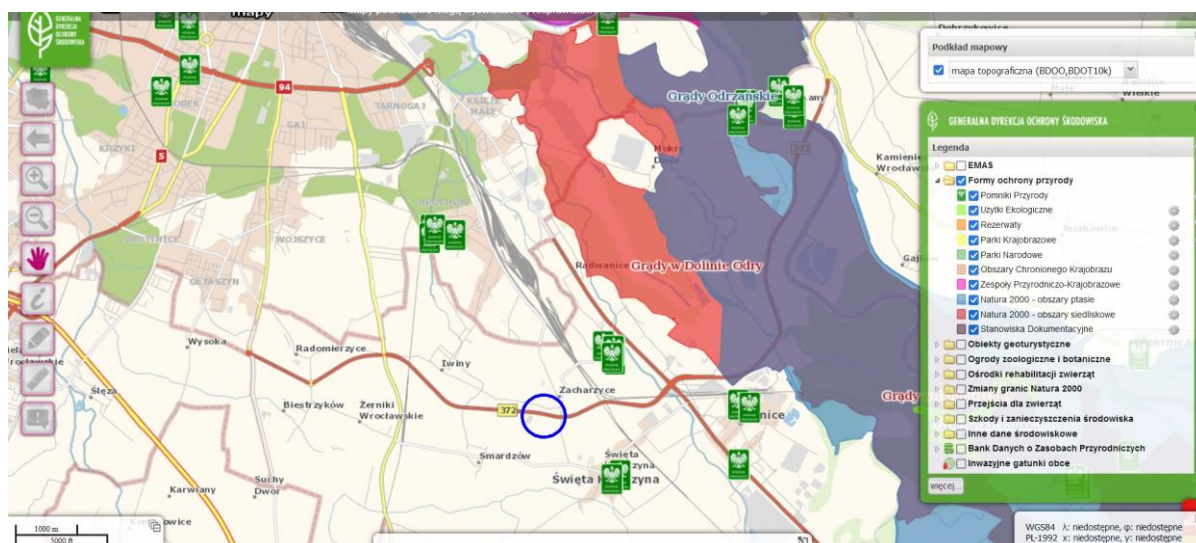 GENERALNA
DYREKCJA
OCHRONY
ŚRODOWISKA
mapy
Podkład mapowy
mapa topograficzna (BDOO,BDOT10k)
GENERALNA DYREKCJA OCHRONY ŚRODOWISKA
Legenda
EMAS
Formy ochrony przyrody
Pomniki Przyrody
Użytki Ekologiczne
Rezerwaty
Parki Krajobrazowe
Parki Narodowe
Obszary Chronionego Krajobrazu
Zespoły Przyrodniczo-Krajobrazowe
Natura 2000 - obszary ptasie
Natura 2000 - obszary siedliskowe
Stanowiska Dokumentacyjne
Obiekty geoturystyczne
Ogrody zoologiczne i botaniczne
Ośrodki rehabilitacji zwierząt
Zmiany granic Natura 2000
Przejścia dla zwierząt
Szkody i zanieczyszczenia środowiska
Inne dane środowiskowe
Bank Danych o Zasobach Przyrodniczych
Inwazyjne gatunki obce
więcej...
94
TARNOGAJ
KSIĘŻE
MAŁE
GAJ
KRZYKI
5
PARTYNICE
WOJSZYCE
OŁTASZYN
BROCHÓW
Grądy Odrzańskie
Mokry
Dwór
372
Kamieniec
Radwanice
Grądy w Dolinie Odry
Wysoka
Radomierzyce
Iwiny
Zacharzyce
Ślęza
Biestrzyków
Żerniki
Wrocławskie
372
Smardzów
Święta
Suchy
Dwór
Karwiany
1000 m
5000 ft
WGS84 λ: niedostępne, φ: niedostępne
PL-1992 x: niedostępne, y: niedostępne